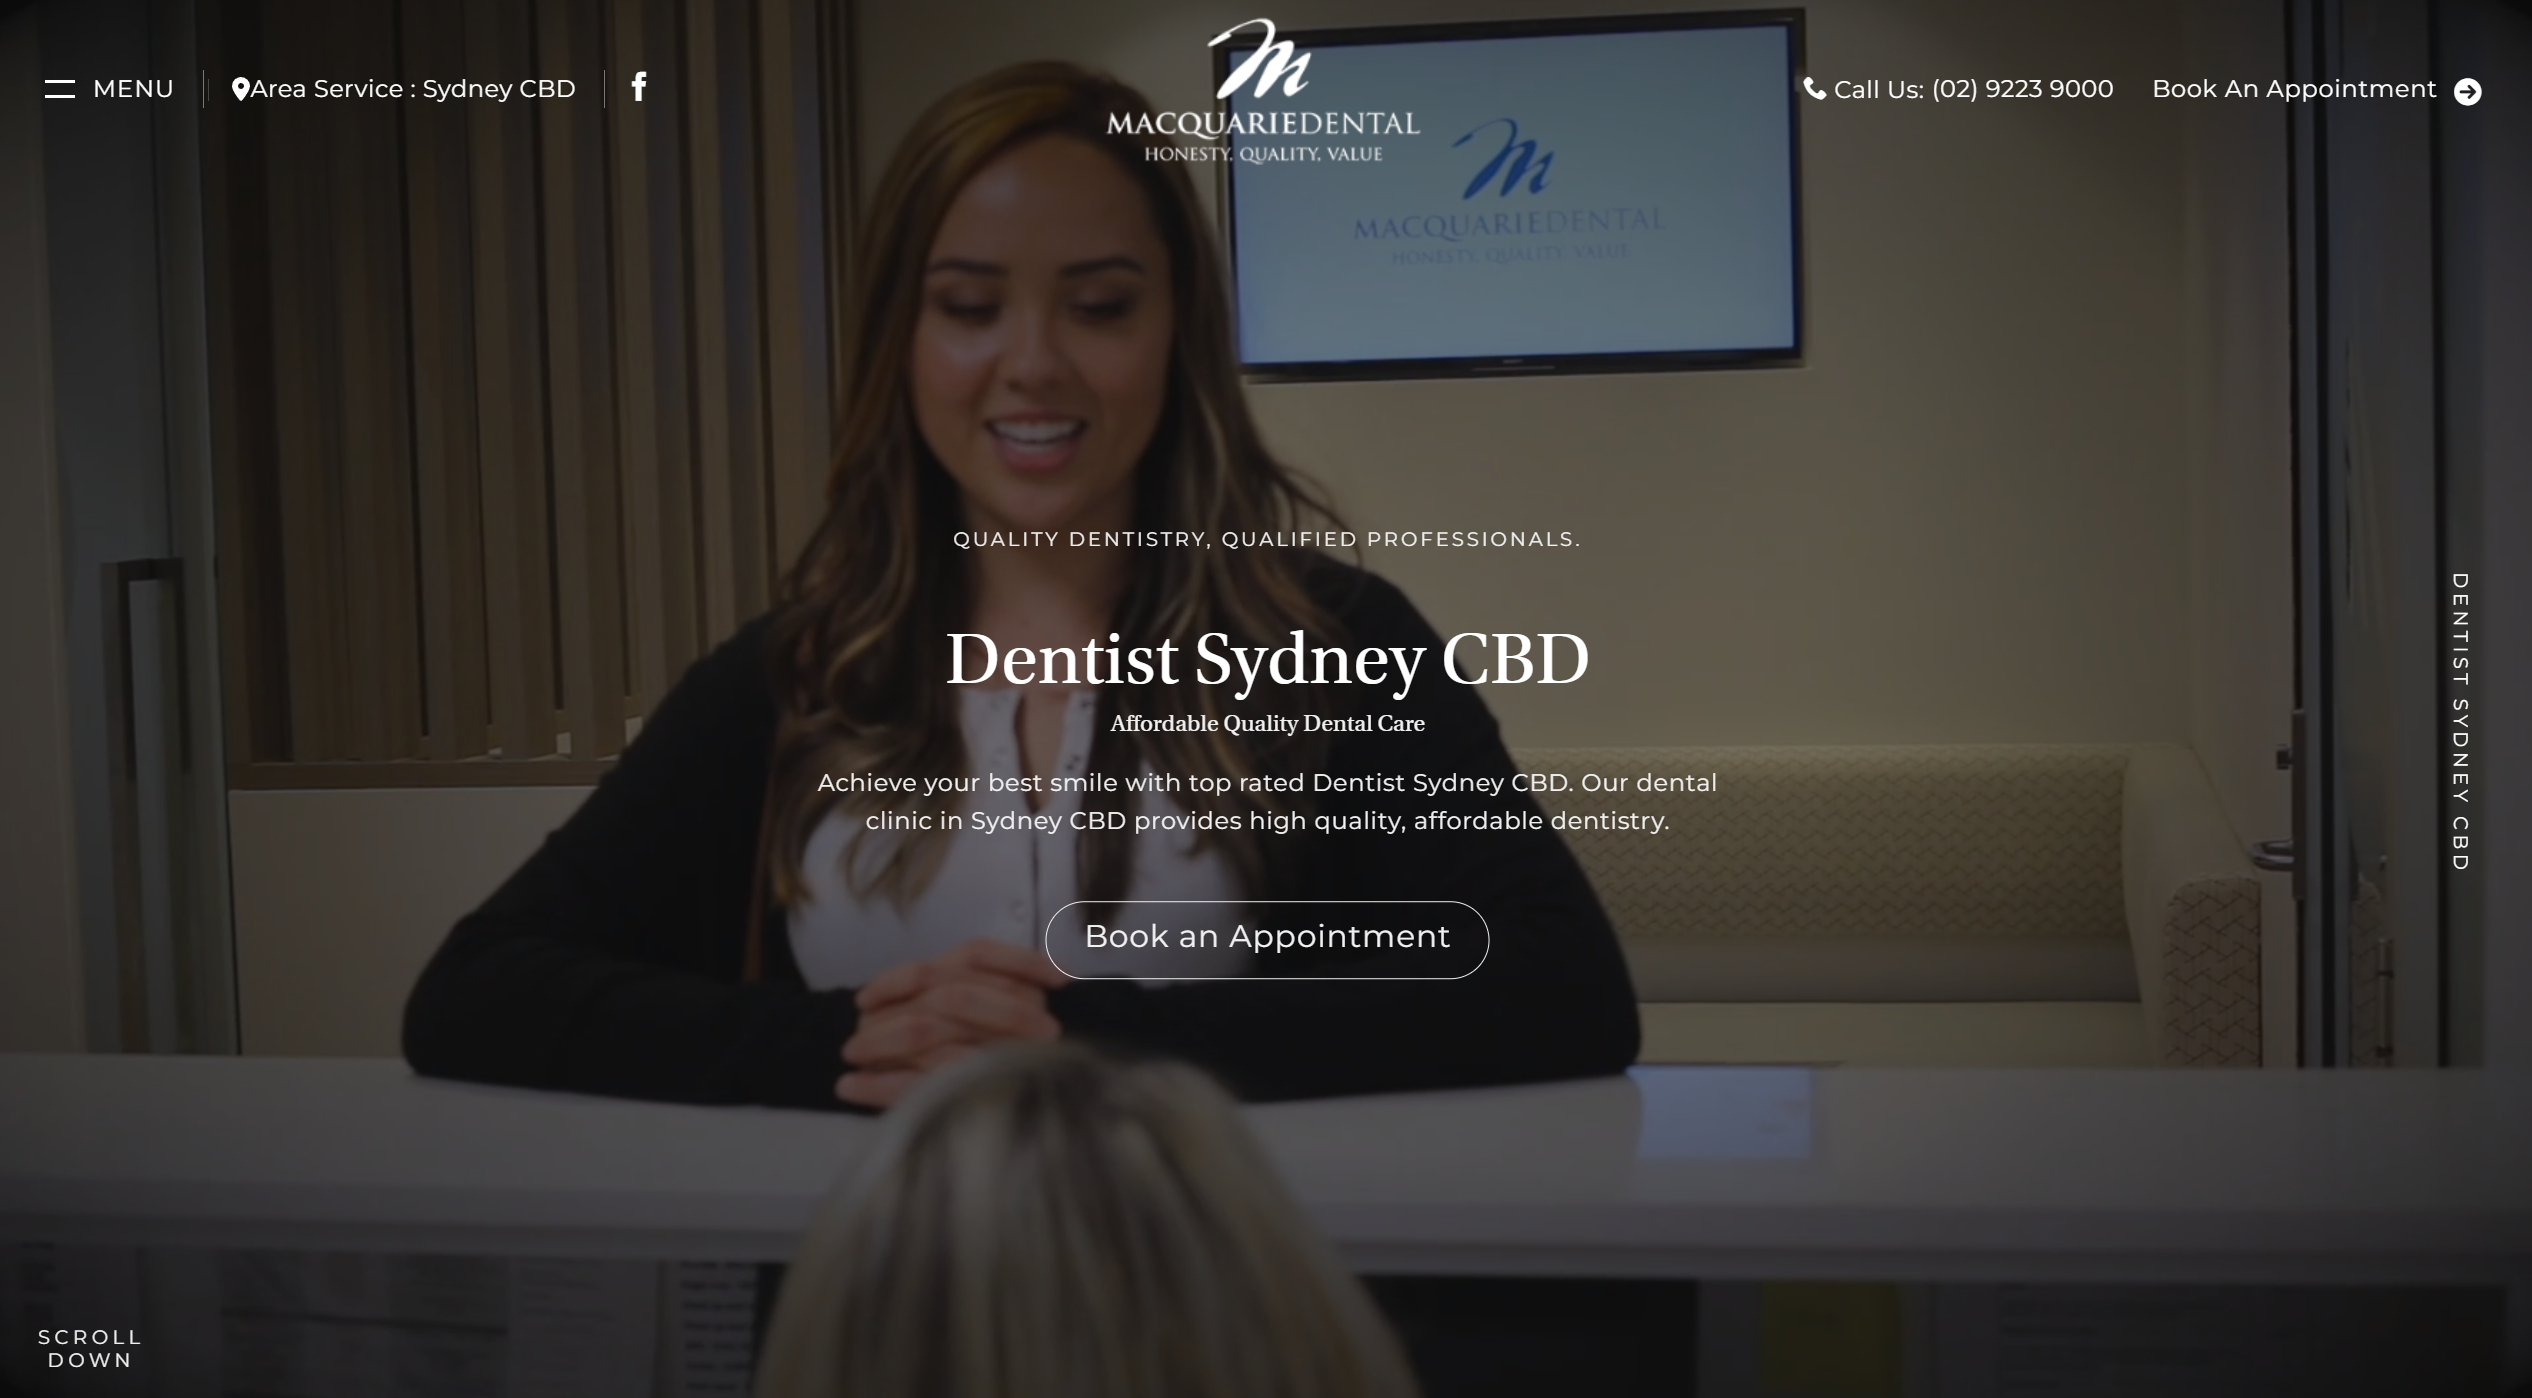 MENU
Area Service : Sydney CBD
MACQUARIEDENTAL
HONESTY, QUALITY, VALUE
Call Us: (02) 9223 9000
Book An Appointment
MACQUARIEDENTAL
HONESTY, QUALITY, VALUE
QUALITY DENTISTRY, QUALIFIED PROFESSIONALS.
Dentist Sydney CBD
Affordable Quality Dental Care
Achieve your best smile with top rated Dentist Sydney CBD. Our dental
clinic in Sydney CBD provides high quality, affordable dentistry.
Book an Appointment
DENTIST SYDNEY CBD
SCROLL
DOWN